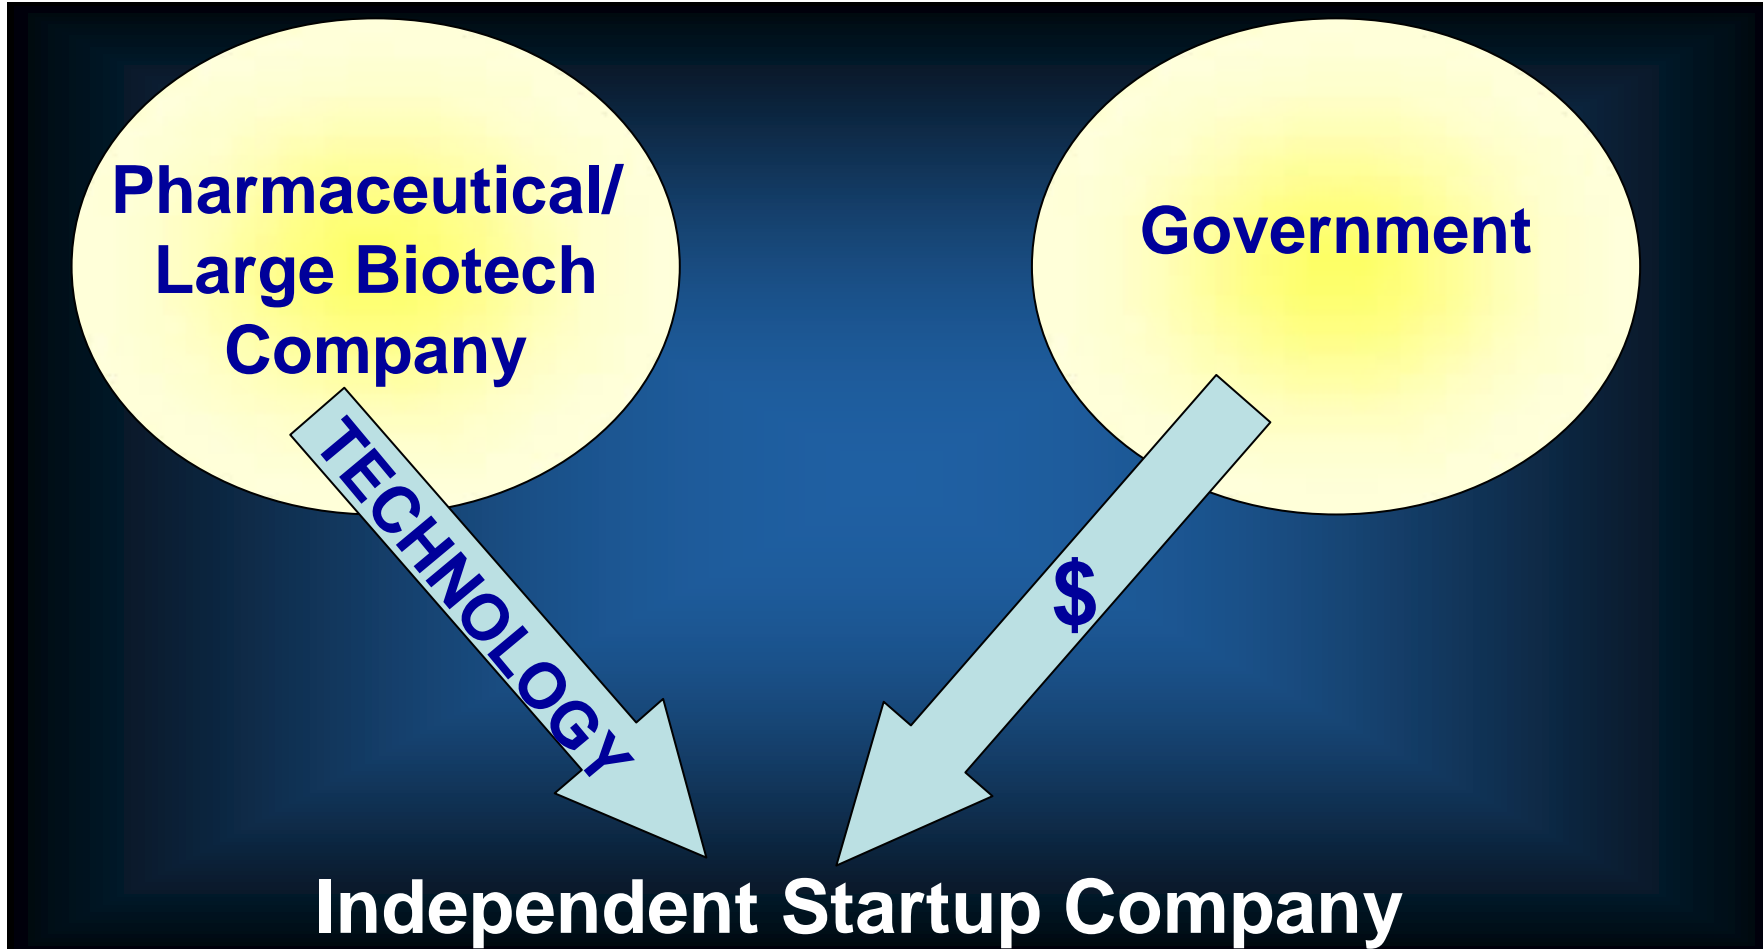 Pharmaceutical/
Large Biotech
Company
Government
TECHNOLOGY
$
Independent Startup Company